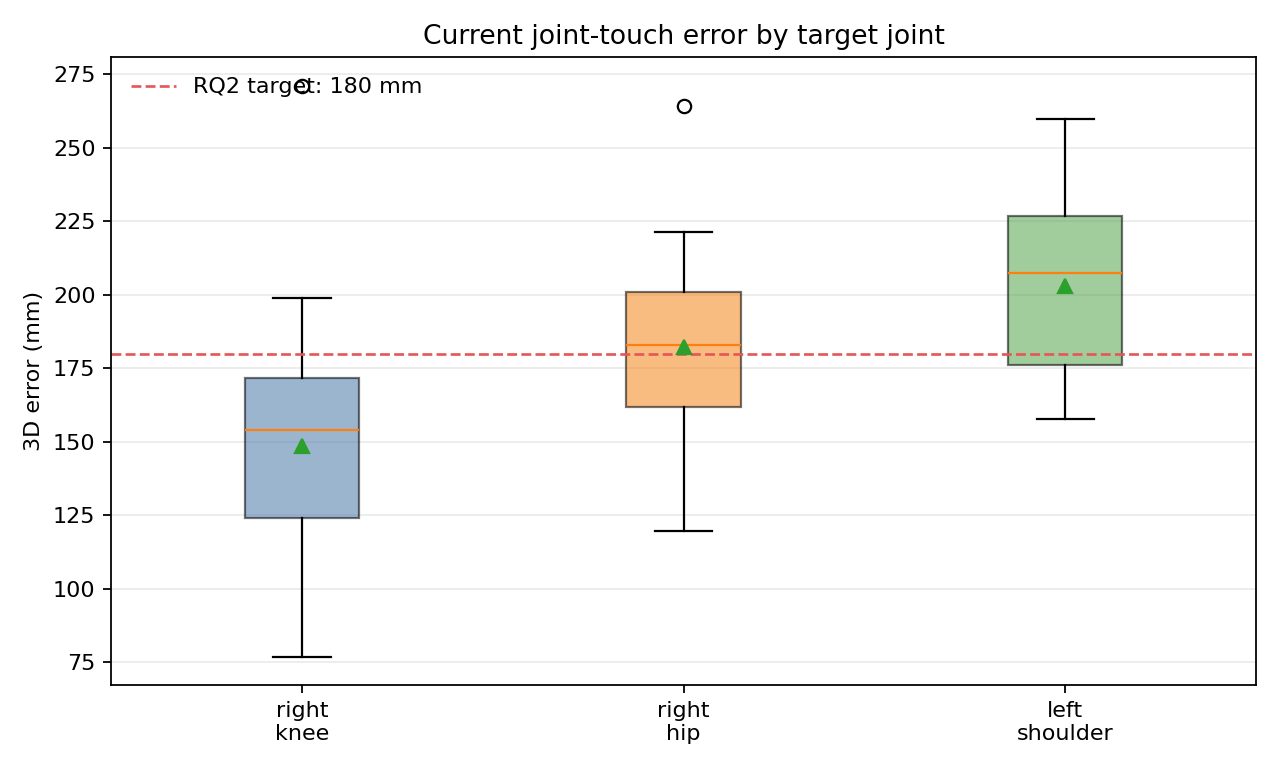 Current joint-touch error by target joint
275
RQ2 target: 180 mm
250
225
200
175
150
125
100
75
3D error (mm)
right
knee
right
hip
left
shoulder